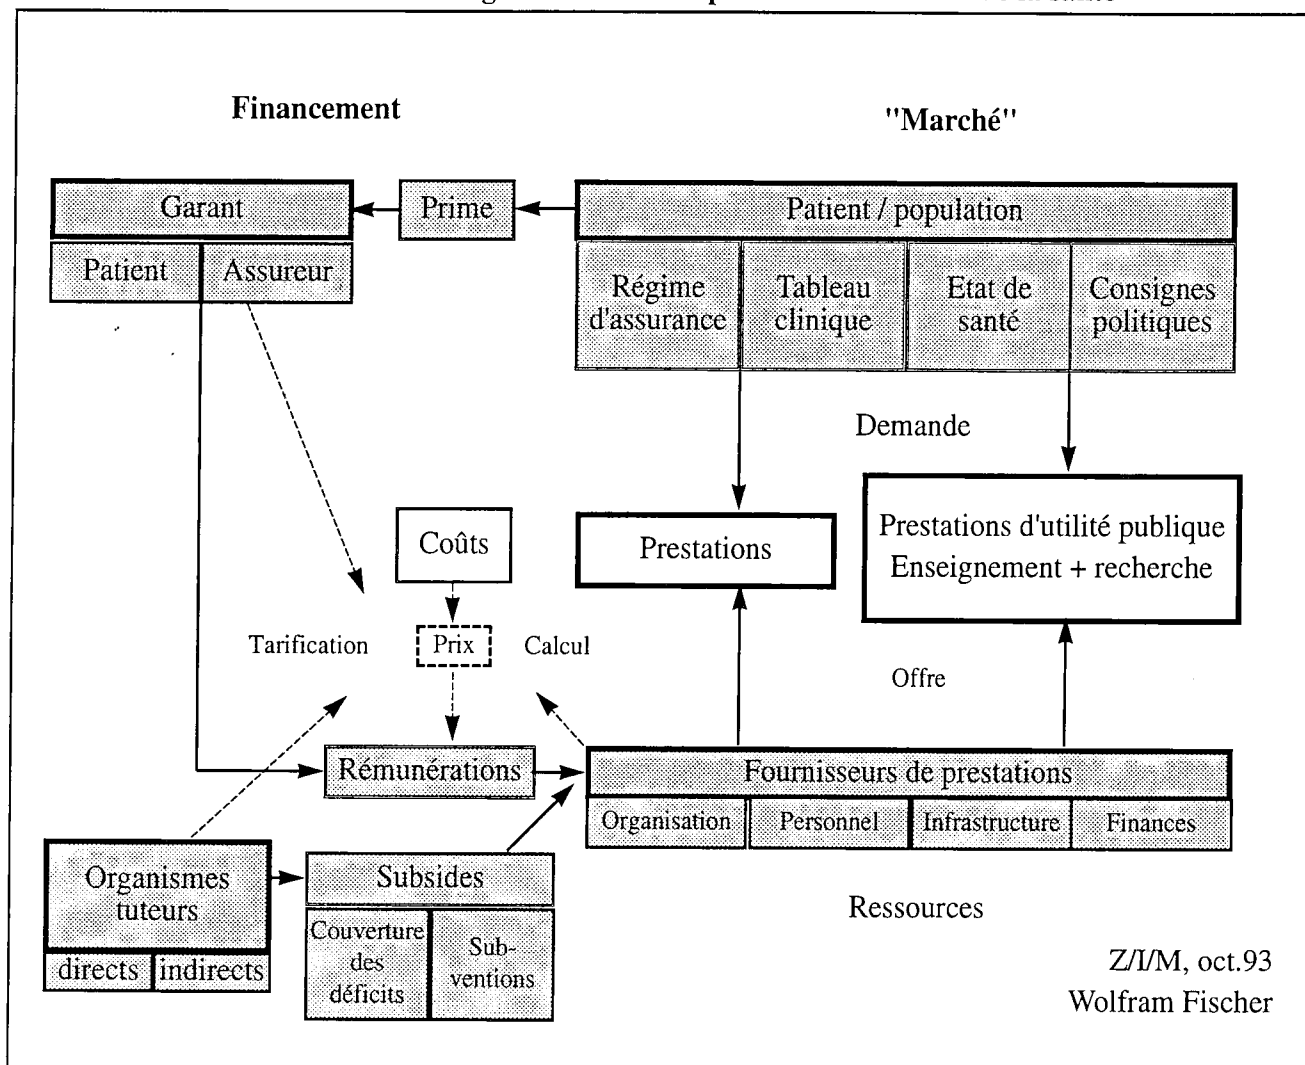 Financement
"Marché"
Garant
Prime
Patient / population
Patient
Assureur
Régime
d'assurance
Tableau
clinique
Etat de
santé
Consignes
politiques
Demande
Coûts
Prestations
Prestations d'utilité publique
Enseignement + recherche
Tarification
Prix
Calcul
Offre
Rémunérations
Fournisseurs de prestations
Organisation
Personnel
Infrastructure
Finances
Organismes
tuteurs
directs
indirects
Subsides
Couverture
des
déficits
Sub-
ventions
Ressources
Z/I/M, oct.93
Wolfram Fischer